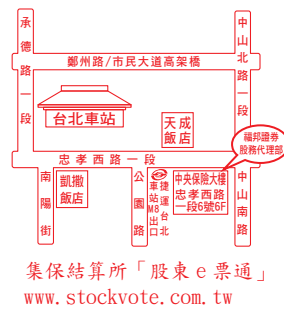 承德路一段
中山北路一段
鄭州路/市民大道高架橋
台北車站
天成
飯店
福邦證券
股務代理部
忠孝西路一段
南陽街
凱撒
飯店
公園路
捷運台北
車站M6出口
中央保險大樓
忠孝西路
一段6號6F
中山南路
集保結算所「股東e票通」
www.stockvote.com.tw